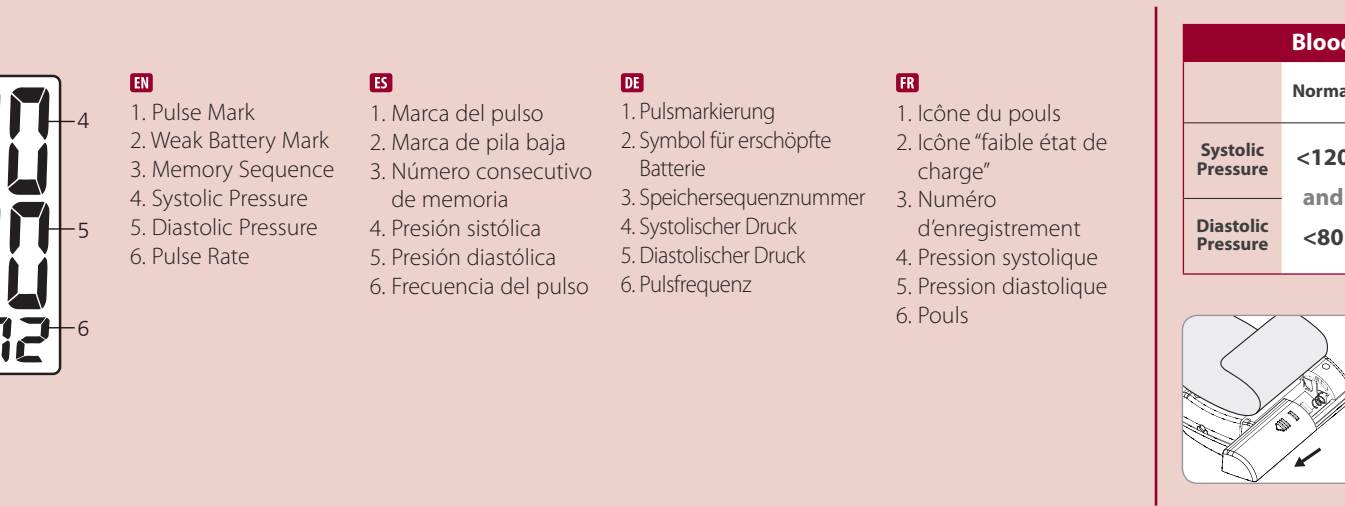 4
5
6
EN
1. Pulse Mark
2. Weak Battery Mark
3. Memory Sequence
4. Systolic Pressure
5. Diastolic Pressure
6. Pulse Rate
ES
1. Marca del pulso
2. Marca de pila baja
3. Número consecutivo
de memoria
4. Presión sistólica
5. Presión diastólica
6. Frecuencia del pulso
DE
1. Pulsmarkierung
2. Symbol für erschöpfte
Batterie
3. Speichersequenznummer
4. Systolischer Druck
5. Diastolischer Druck
6. Pulsfrequenz
FR
1. Icône du pouls
2. Icône “faible état de
charge”
3. Numéro
d’enregistrement
4. Pression systolique
5. Pression diastolique
6. Pouls
Systolic
Pressure
<120
and
Diastolic
Pressure
<80